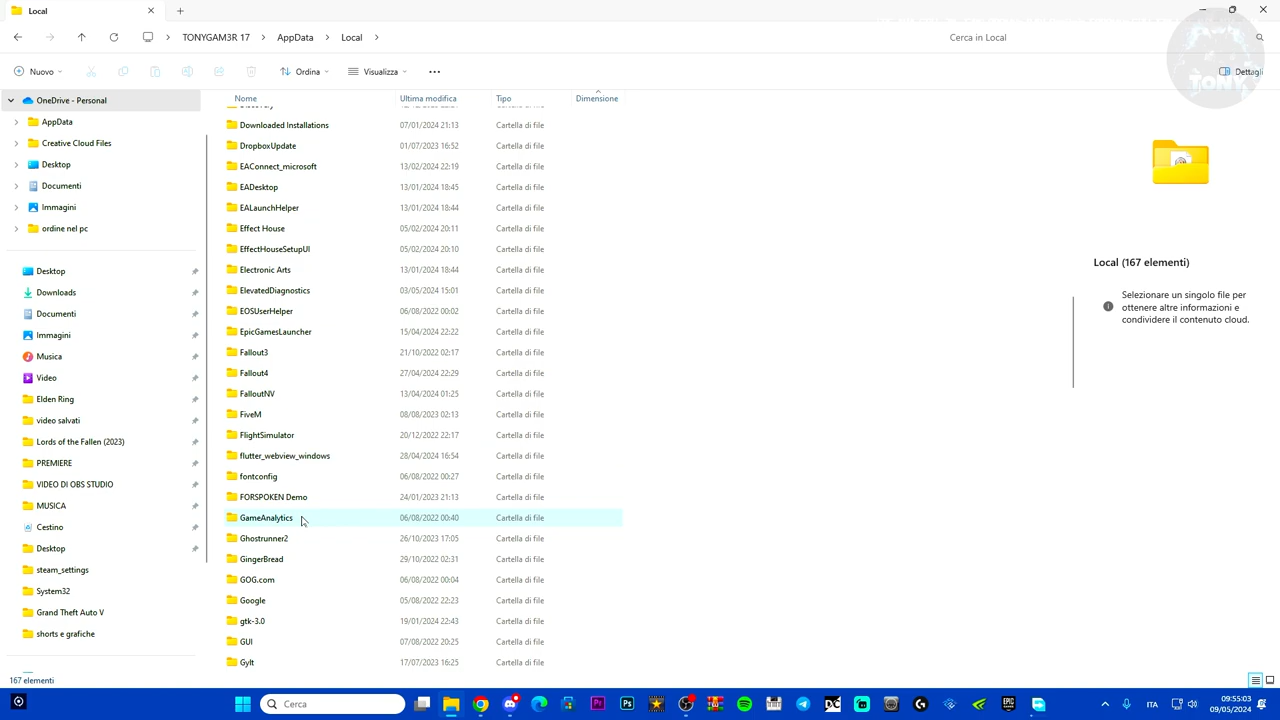 Local
TONYGAM3R 17 > AppData > Local >
Cerca in Local
TONY
Nuovo
Ordina
Visualizza
Dettagli
Nome Ultima modifica Tipo Dimensione
OneDrive - Personal
AppData
Creative Cloud Files
Desktop
Documenti
Immagini
ordine nel pc
Desktop
Downloads
Documenti
Immagini
Musica
Video
Elden Ring
video salvati
Lords of the Fallen (2023)
PREMIERE
VIDEO DI OBS STUDIO
MUSICA
Cestino
Desktop
steam_settings
System32
Grand Theft Auto V
shorts e grafiche
Downloaded Installations 07/01/2024 21:13 Cartella di file
DropboxUpdate 01/07/2023 16:52 Cartella di file
EAConnect_microsoft 13/02/2024 22:19 Cartella di file
EADesktop 13/01/2024 18:45 Cartella di file
EALaunchHelper 13/01/2024 18:44 Cartella di file
Effect House 05/02/2024 20:11 Cartella di file
EffectHouseSetupUI 05/02/2024 20:10 Cartella di file
Electronic Arts 13/01/2024 18:44 Cartella di file
ElevatedDiagnostics 03/05/2024 15:01 Cartella di file
EOSUserHelper 06/08/2022 00:02 Cartella di file
EpicGamesLauncher 15/04/2024 22:22 Cartella di file
Fallout3 21/10/2022 02:17 Cartella di file
Fallout4 27/04/2024 22:29 Cartella di file
FalloutNV 13/04/2024 01:25 Cartella di file
FiveM 08/08/2023 02:13 Cartella di file
FlightSimulator 20/12/2022 22:17 Cartella di file
flutter_webview_windows 28/04/2024 16:54 Cartella di file
fontconfig 06/08/2022 00:27 Cartella di file
FORSPOKEN Demo 24/01/2023 21:13 Cartella di file
GameAnalytics 06/08/2022 00:40 Cartella di file
Ghostrunner2 26/10/2023 17:05 Cartella di file
GingerBread 29/10/2022 02:31 Cartella di file
GOG.com 06/08/2022 00:04 Cartella di file
Google 05/08/2022 22:23 Cartella di file
gtk-3.0 19/01/2024 22:43 Cartella di file
GUI 07/08/2022 20:25 Cartella di file
Gylt 17/07/2023 16:25 Cartella di file
Local (167 elementi)
Selezionare un singolo file per
ottenere altre informazioni e
condividere il contenuto cloud.
167 elementi
Cerca
ITA
09:55:03
09/05/2024